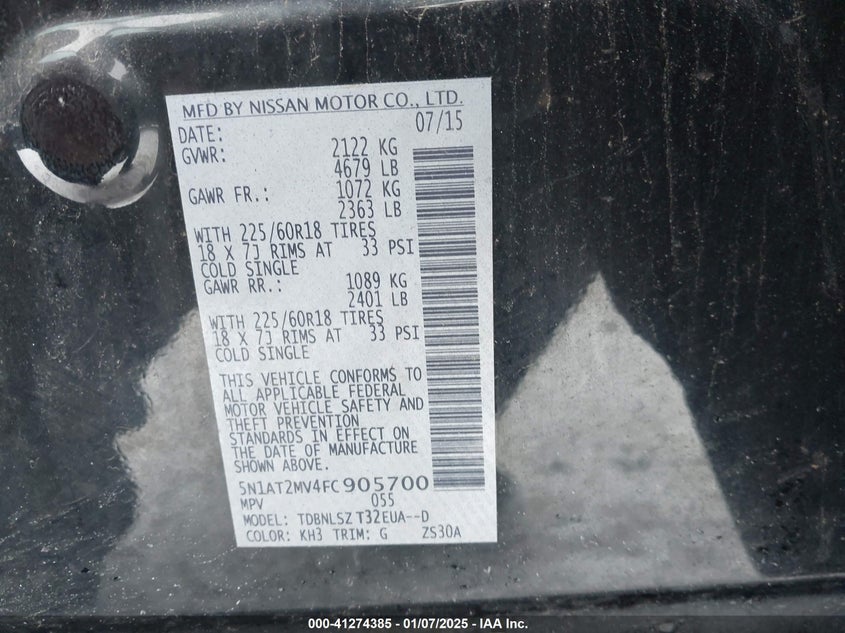 MFD BY NISSAN MOTOR CO., LTD.
DATE: 07/15
GVWR: 2122 KG
4679 LB
GAWR FR.: 1072 KG
2363 LB
WITH 225/60R18 TIRES
18 X 7J RIMS AT 33 PSI
COLD SINGLE
GAWR RR.: 1089 KG
2401 LB
WITH 225/60R18 TIRES
18 X 7J RIMS AT 33 PSI
COLD SINGLE
THIS VEHICLE CONFORMS TO
ALL APPLICABLE FEDERAL
MOTOR VEHICLE SAFETY AND
THEFT PREVENTION
STANDARDS IN EFFECT ON
THE DATE OF MANUFACTURE
SHOWN ABOVE.
5N1AT2MV4FC905700
MPV 055
MODEL: TDBNLSZ T32EUA--D
COLOR: KH3 TRIM: G ZS30A
000-41274385 - 01/07/2025 - IAA Inc.